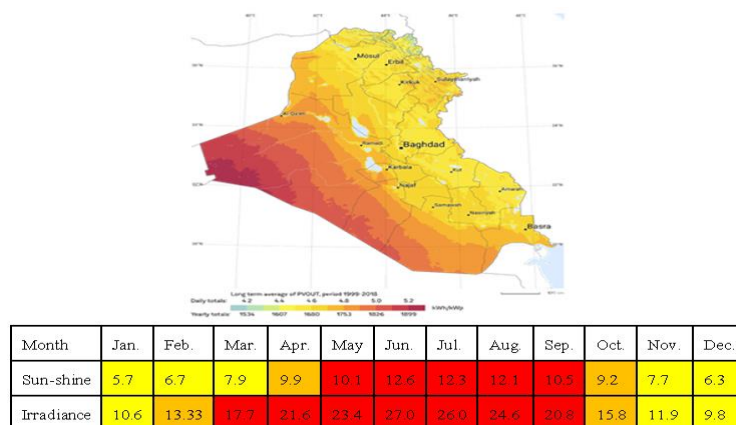 Mosul
Erbil
Kirkuk
Sulaymaniyah
Ramadi
Baghdad
Karbala
Kut
Najaf
Amarah
Samawah
Nasiriyah
Basra
Long term average of PVOUT, period 1999-2018
Daily totals: 4.2 4.4 4.6 4.8 5.0 5.2
kWh/kWp
Yearly totals: 1534 1607 1680 1753 1826 1899
Month Jan. Feb. Mar. Apr. May Jun. Jul. Aug. Sep. Oct. Nov. Dec.
Sun-shine 5.7 6.7 7.9 9.9 10.1 12.6 12.3 12.1 10.5 9.2 7.7 6.3
Irradiance 10.6 13.33 17.7 21.6 23.4 27.0 26.0 24.6 20.8 15.8 11.9 9.8